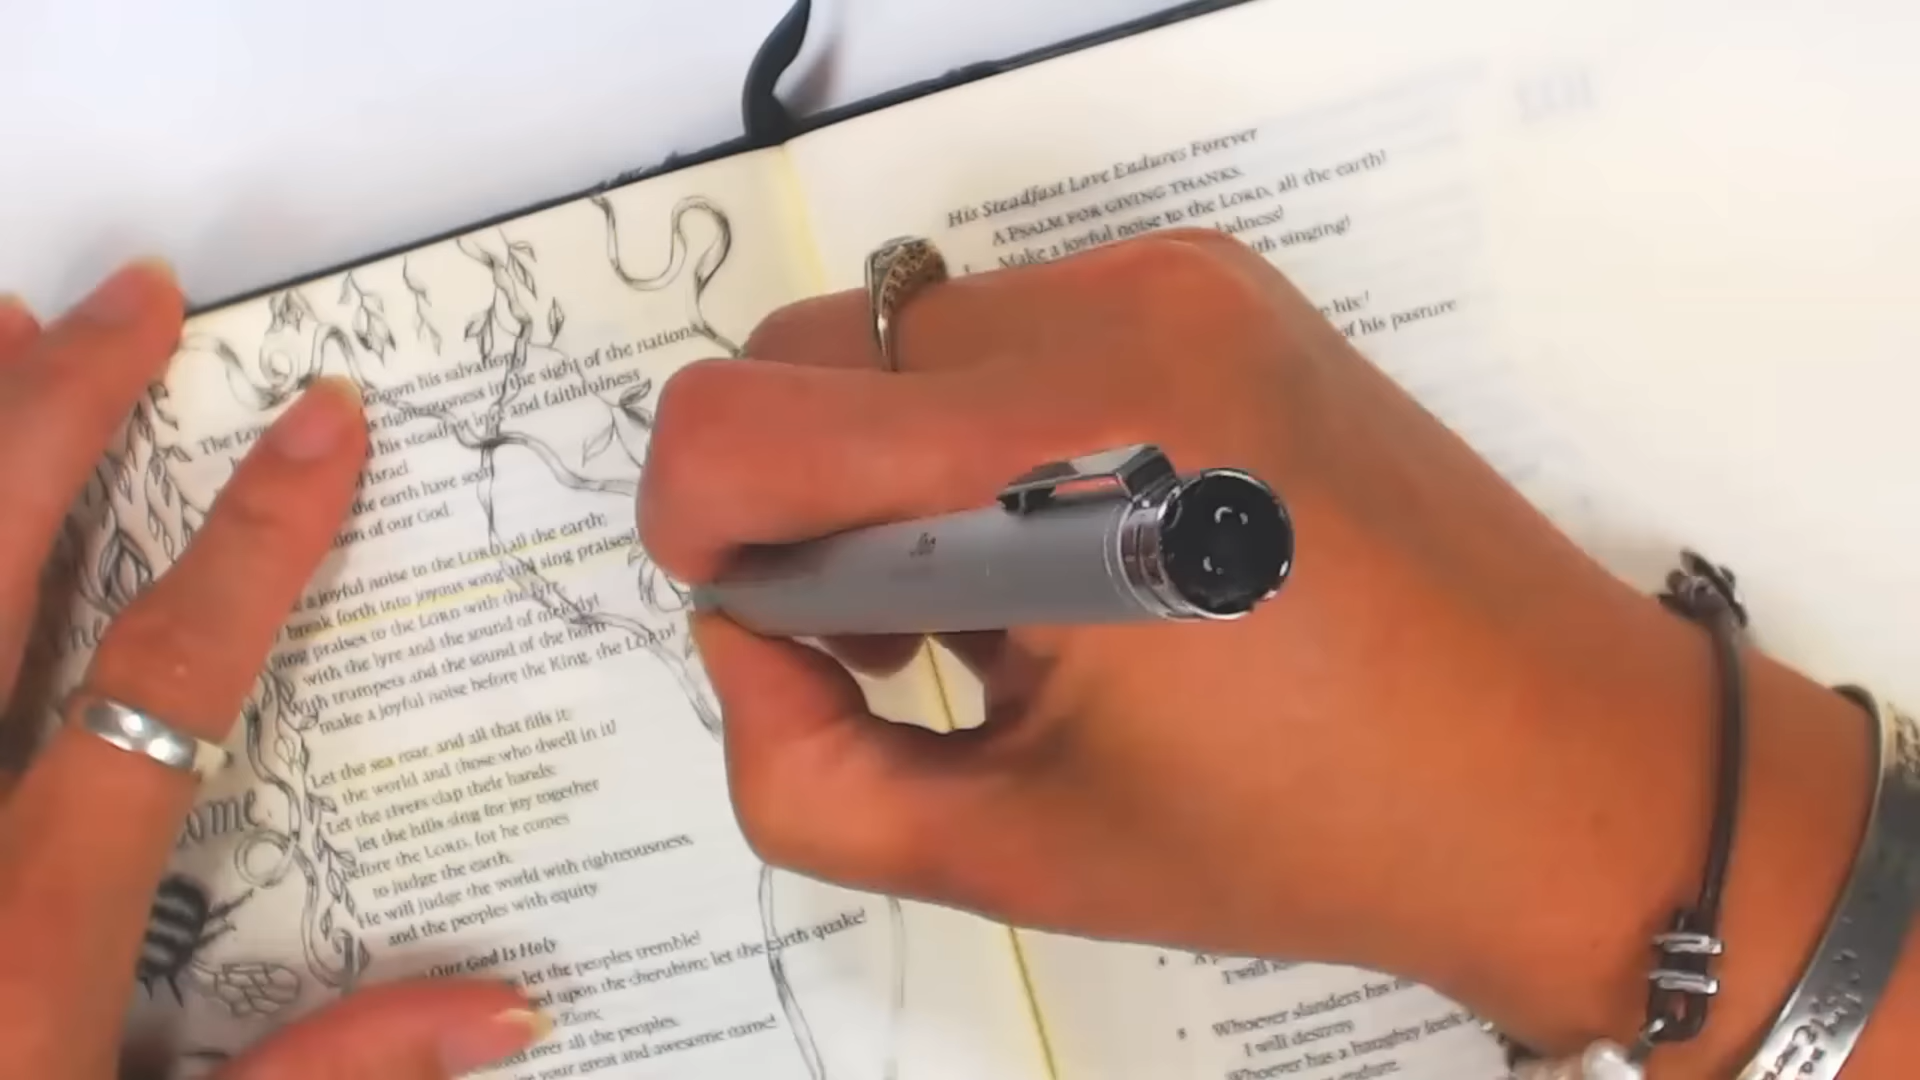 own his salvation;
righteousness in the sight of the nations.
his steadfast love and faithfulness
Israel.
the earth have seen
of our God.
a joyful noise to the LORD, all the earth;
break forth into joyous song and sing praises!
praises to the LORD with the lyre,
with the lyre and the sound of melody!
With trumpets and the sound of the horn
make a joyful noise before the King, the LORD!
Let the sea roar, and all that fills it;
the world and those who dwell in it!
Let the rivers clap their hands;
let the hills sing for joy together
before the LORD, for he comes
to judge the earth.
He will judge the world with righteousness,
and the peoples with equity.
Our God Is Holy
let the peoples tremble!
upon the cherubim; let the earth quake!
Zion;
over all the peoples.
your great and awesome name!
ome
His Steadfast Love Endures Forever
A PSALM FOR GIVING THANKS.
Make a joyful noise to the LORD, all the earth!
ladness!
singing!
his!
of his pasture
I will
Whoever slanders his
I will destroy.
Whoever has a haughty look
endure.